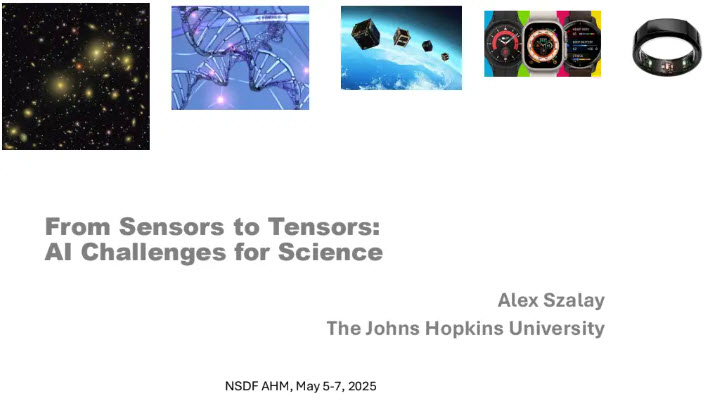 From Sensors to Tensors:
AI Challenges for Science
Alex Szalay
The Johns Hopkins University
NSDF AHM, May 5-7, 2025